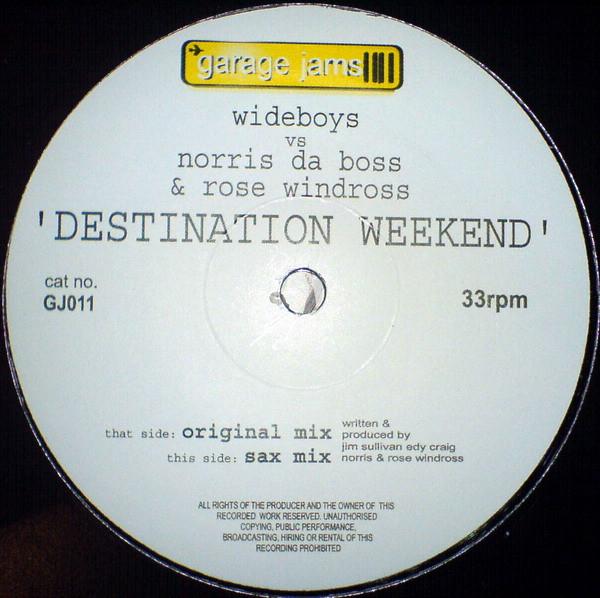 garage jams
wideboys
vs
norris da boss
& rose windross
'DESTINATION WEEKEND'
cat no.
GJ011
33rpm
that side: original mix
this side: sax mix
written &
produced by
jim sullivan edy craig
norris & rose windross
ALL RIGHTS OF THE PRODUCER AND THE OWNER OF THIS
RECORDED WORK RESERVED. UNAUTHORISED
COPYING, PUBLIC PERFORMANCE,
BROADCASTING, HIRING OR RENTAL OF THIS
RECORDING PROHIBITED